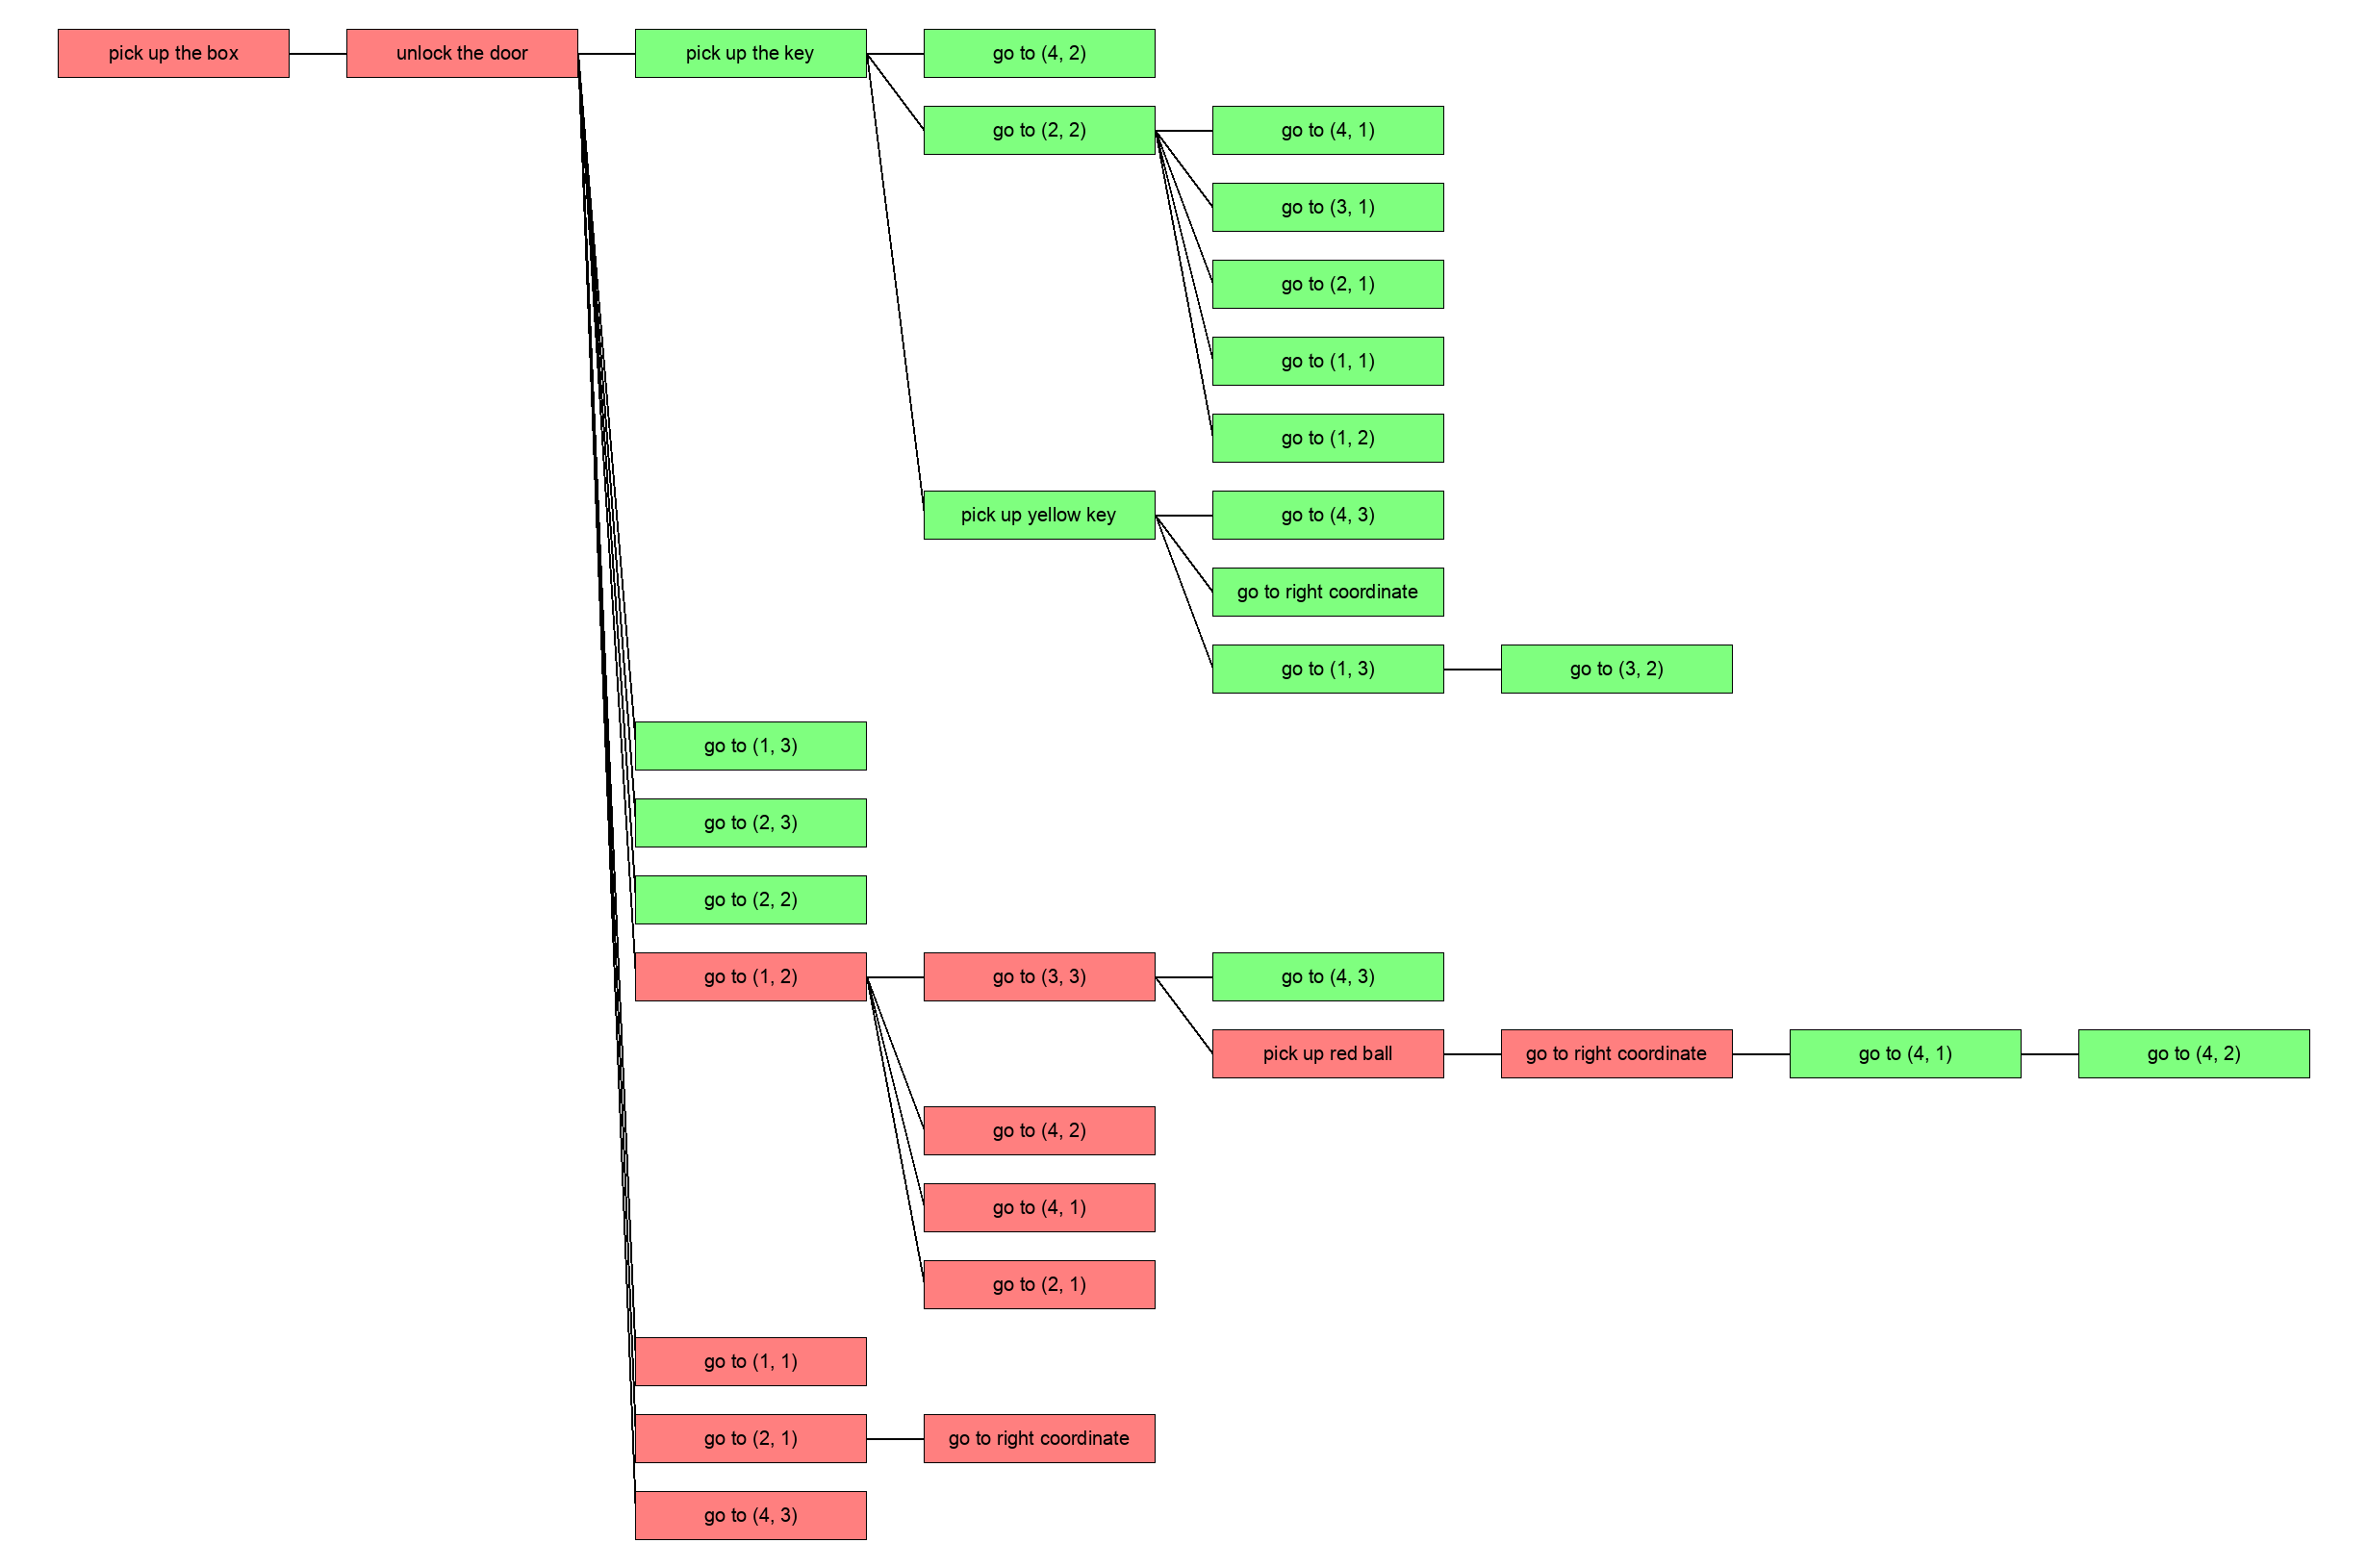 pick up the box
unlock the door
pick up the key
go to (4, 2)
go to (2, 2)
go to (4, 1)
go to (3, 1)
go to (2, 1)
go to (1, 1)
go to (1, 2)
pick up yellow key
go to (4, 3)
go to right coordinate
go to (1, 3)
go to (3, 2)
go to (1, 3)
go to (2, 3)
go to (2, 2)
go to (1, 2)
go to (3, 3)
go to (4, 3)
pick up red ball
go to right coordinate
go to (4, 1)
go to (4, 2)
go to (4, 2)
go to (4, 1)
go to (2, 1)
go to (1, 1)
go to (2, 1)
go to right coordinate
go to (4, 3)